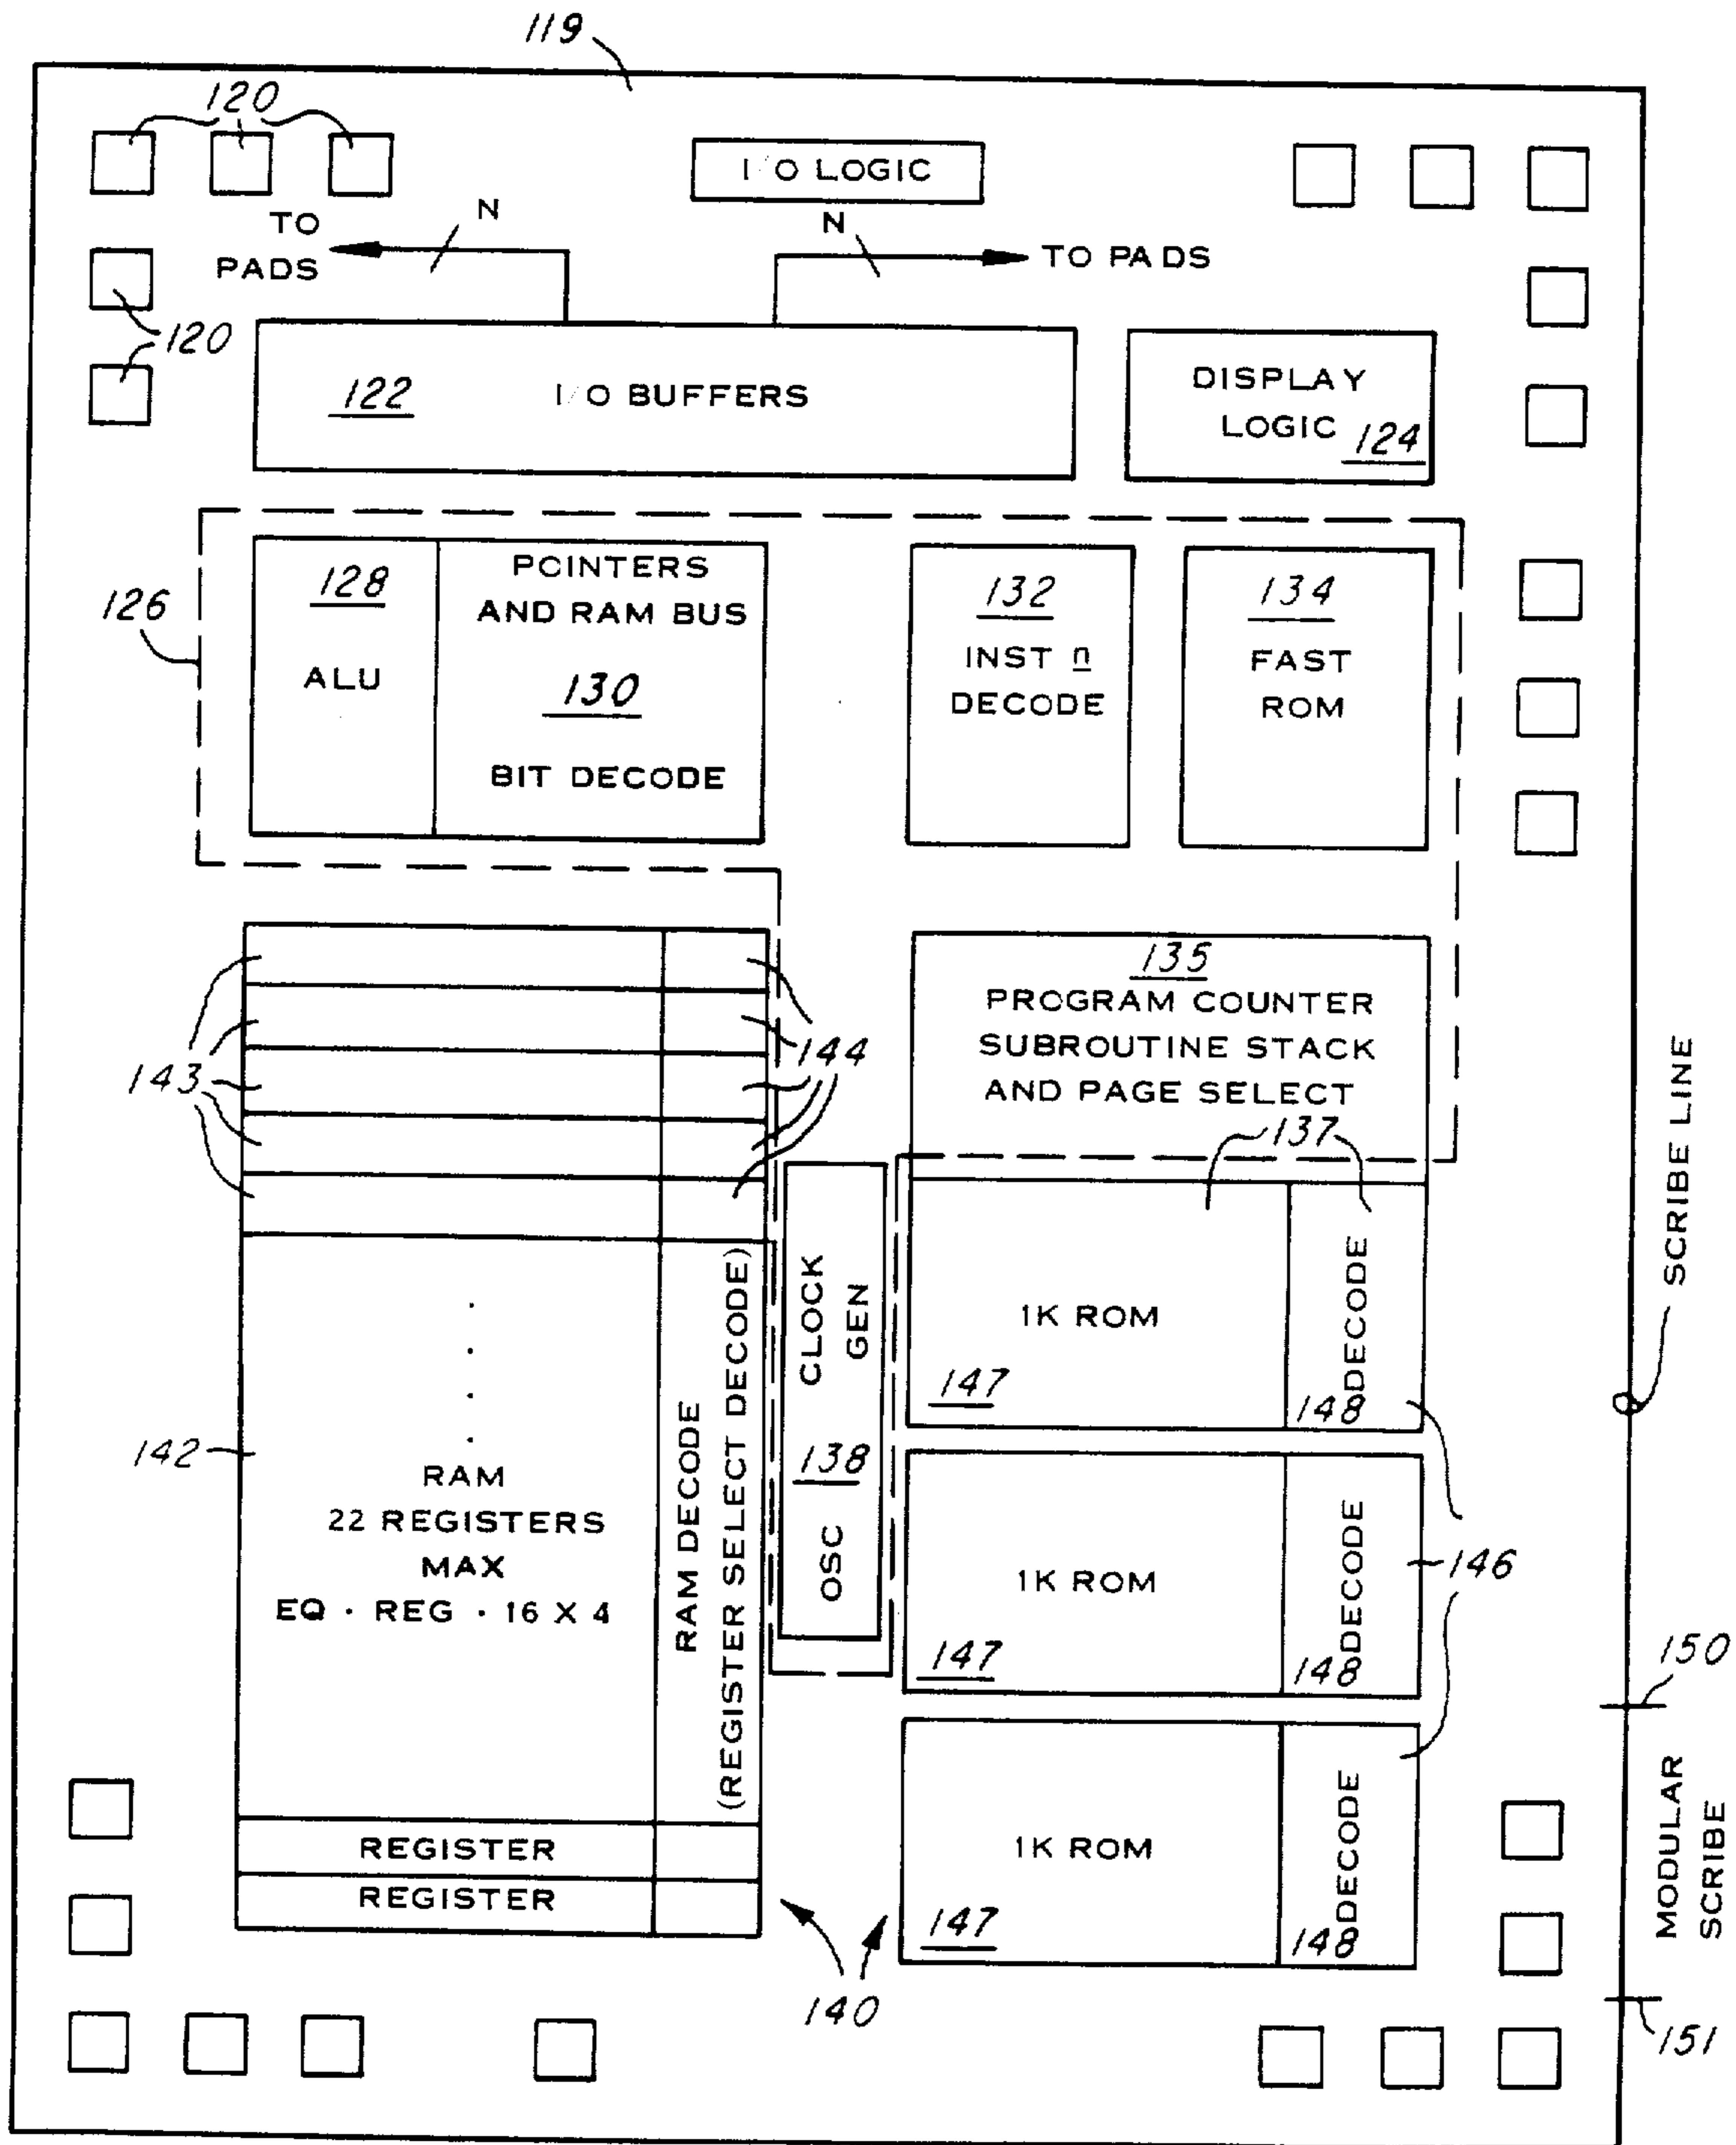 119
120
I/O LOGIC
TO
PADS
N
N
TO PADS
120
122
I/O BUFFERS
DISPLAY
LOGIC 124
126
128
ALU
POINTERS
AND RAM BUS
130
BIT DECODE
132
INST n
DECODE
134
FAST
ROM
143
144
135
PROGRAM COUNTER
SUBROUTINE STACK
AND PAGE SELECT
137
SCRIBE LINE
142
RAM
22 REGISTERS
MAX
EQ · REG · 16 X 4
RAM DECODE
(REGISTER SELECT DECODE)
CLOCK
GEN
138
OSC
1K ROM
147
DECODE
148
1K ROM
147
DECODE
148
146
1K ROM
147
DECODE
148
REGISTER
REGISTER
140
150
MODULAR
SCRIBE
151